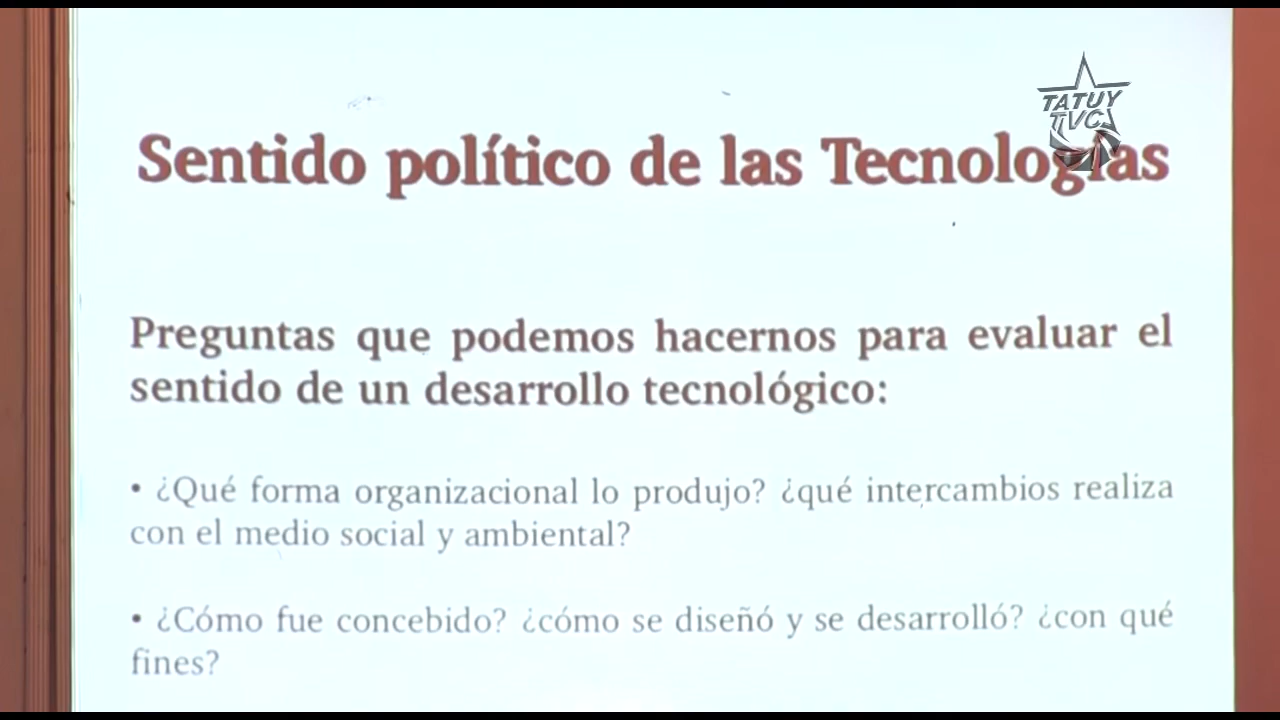 TATUY
TVC
Sentido político de las Tecnologías
Preguntas que podemos hacernos para evaluar el
sentido de un desarrollo tecnológico:
• ¿Qué forma organizacional lo produjo? ¿qué intercambios realiza
con el medio social y ambiental?
• ¿Cómo fue concebido? ¿cómo se diseñó y se desarrolló? ¿con qué
fines?